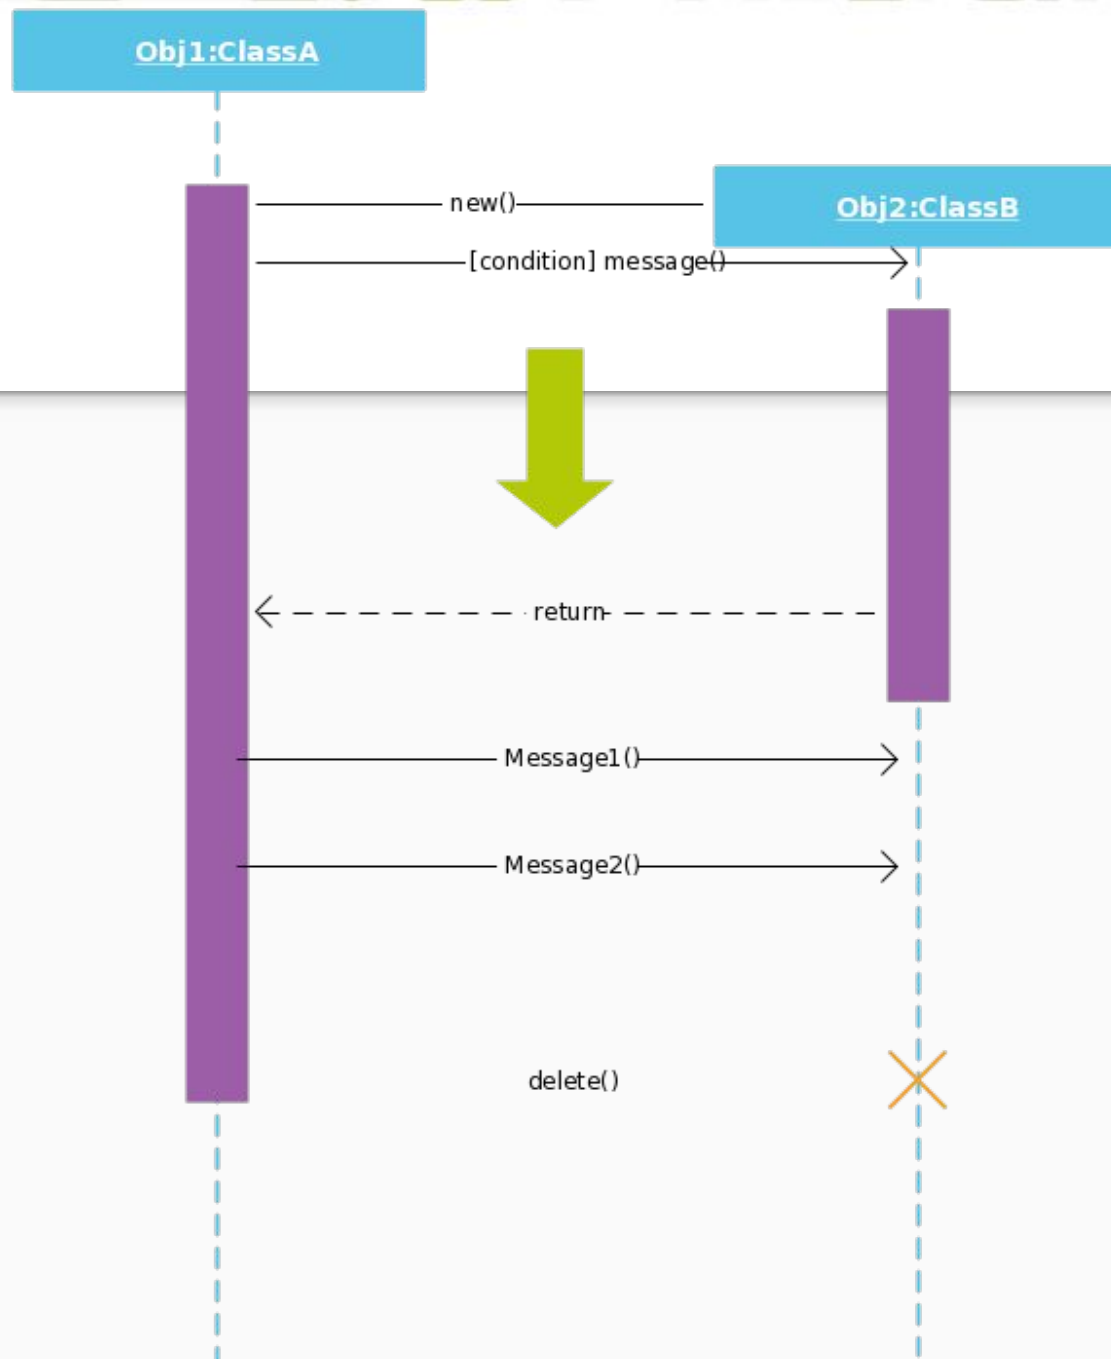 Obj1:ClassA
new()
Obj2:ClassB
[condition] message()
return
Message1()
Message2()
delete()